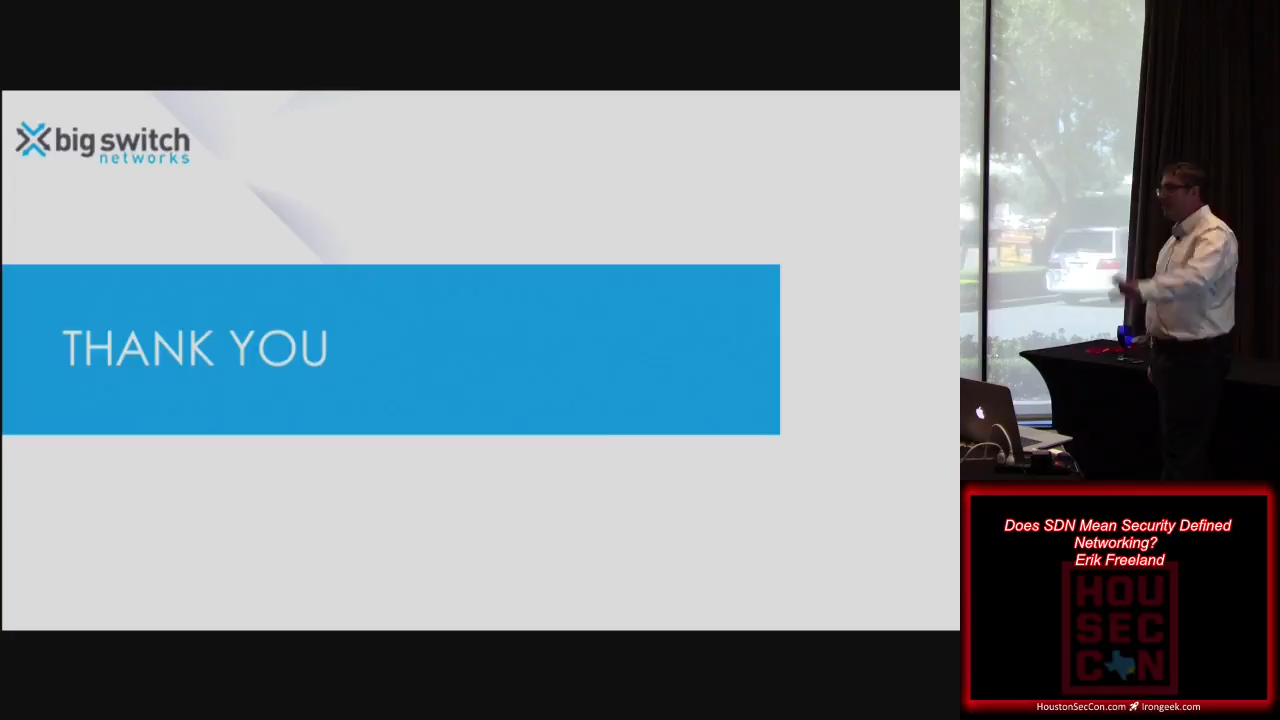 big switch
networks
THANK YOU
Does SDN Mean Security Defined
Networking?
Erik Freeland
HOU
SEC
CON
HoustonSecCon.com Irongeek.com